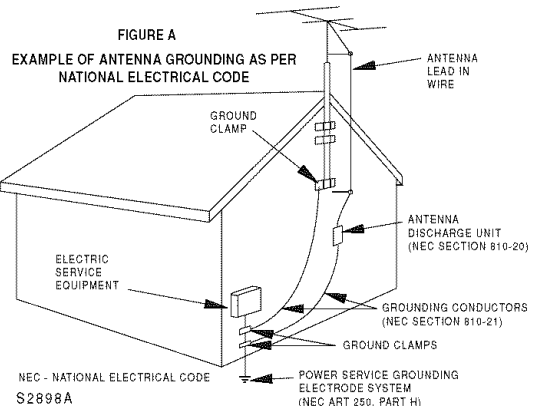 FIGURE A
EXAMPLE OF ANTENNA GROUNDING AS PER
NATIONAL ELECTRICAL CODE
ANTENNA
LEAD IN
WIRE
GROUND
CLAMP
ANTENNA
DISCHARGE UNIT
(NEC SECTION 810-20)
ELECTRIC
SERVICE
EQUIPMENT
GROUNDING CONDUCTORS
(NEC SECTION 810-21)
GROUND CLAMPS
NEC - NATIONAL ELECTRICAL CODE
S2898A
POWER SERVICE GROUNDING
ELECTRODE SYSTEM
(NEC ART 250, PART H)